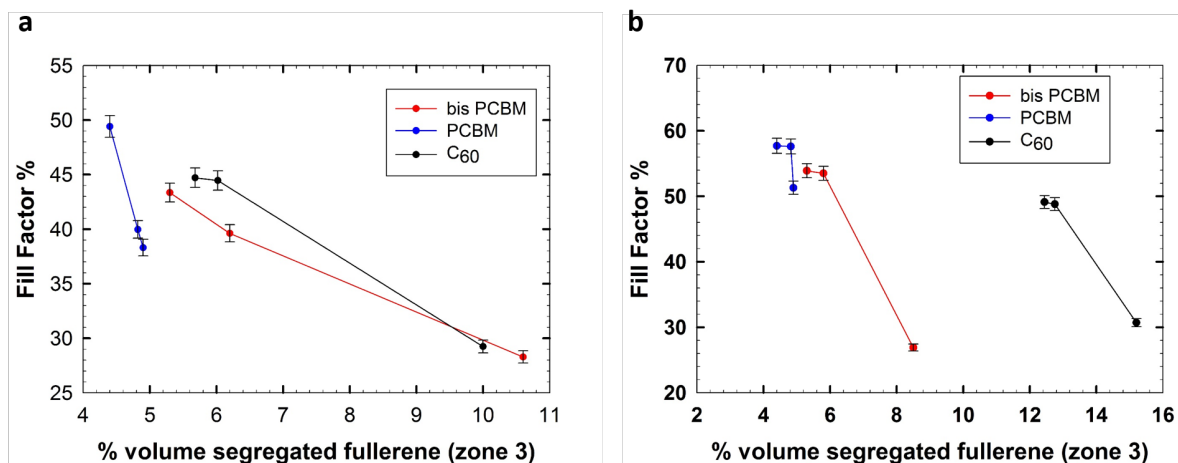 a
55
50
45
40
35
30
25
Fill Factor %
bis PCBM
PCBM
C60
4 5 6 7 8 9 10 11
% volume segregated fullerene (zone 3)
b
70
60
50
40
30
20
Fill Factor %
bis PCBM
PCBM
C60
2 4 6 8 10 12 14 16
% volume segregated fullerene (zone 3)